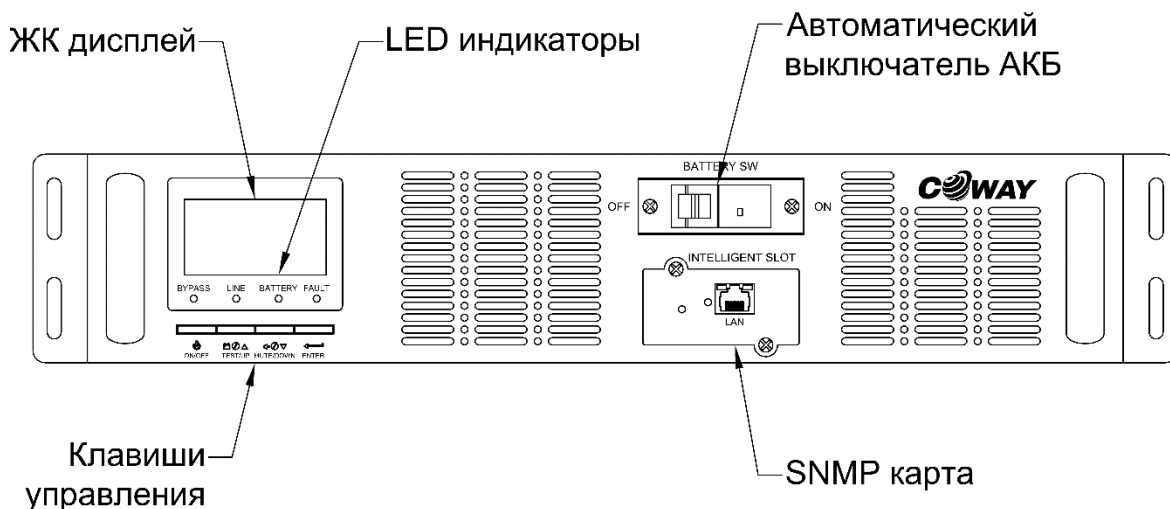 ЖК дисплей
LED индикаторы
Автоматический
выключатель АКБ
BATTERY SW
OFF
ON
COWAY
INTELLIGENT SLOT
BYPASS LINE BATTERY FAULT
LAN
ON/OFF TEST/UP MUTE/DOWN ENTER
Клавиши
управления
SNMP карта